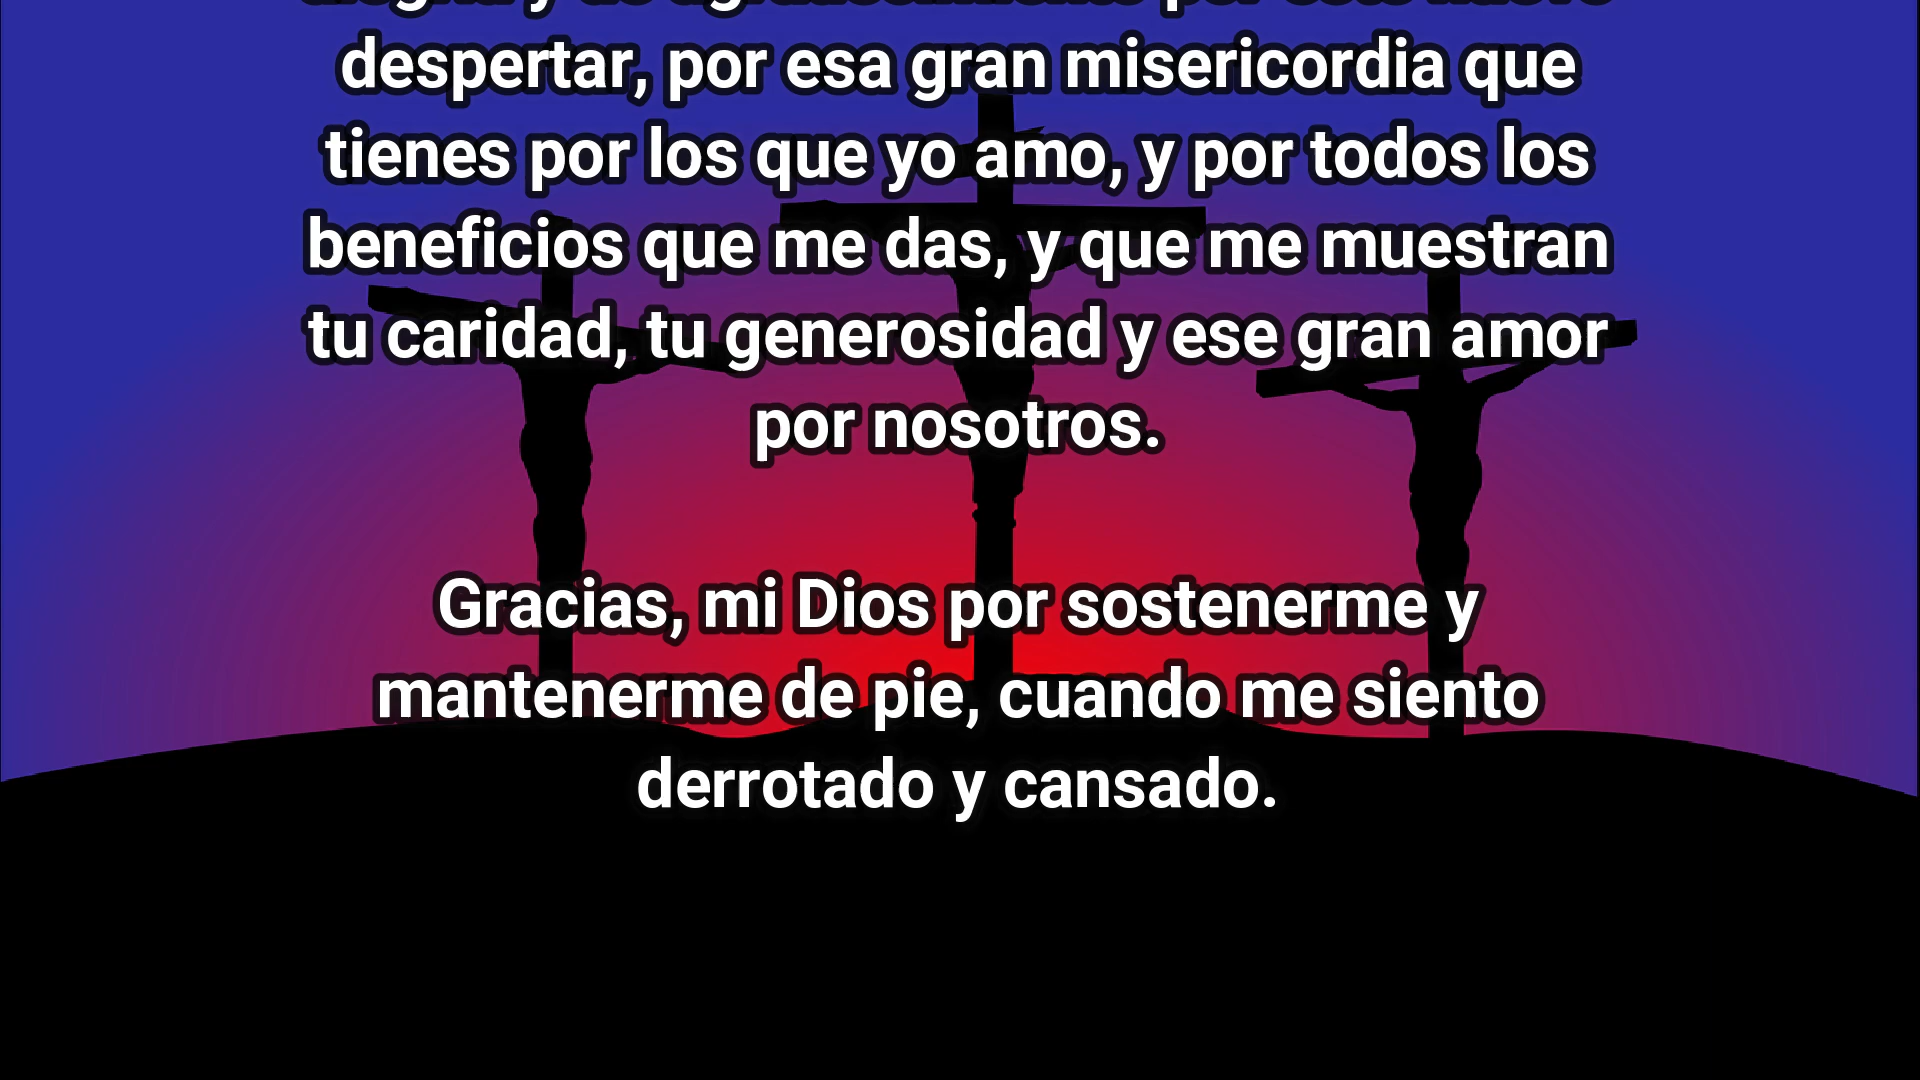 despertar, por esa gran misericordia que
tienes por los que yo amo, y por todos los
beneficios que me das, y que me muestran
tu caridad, tu generosidad y ese gran amor
por nosotros.
Gracias, mi Dios por sostenerme y
mantenerme de pie, cuando me siento
derrotado y cansado.